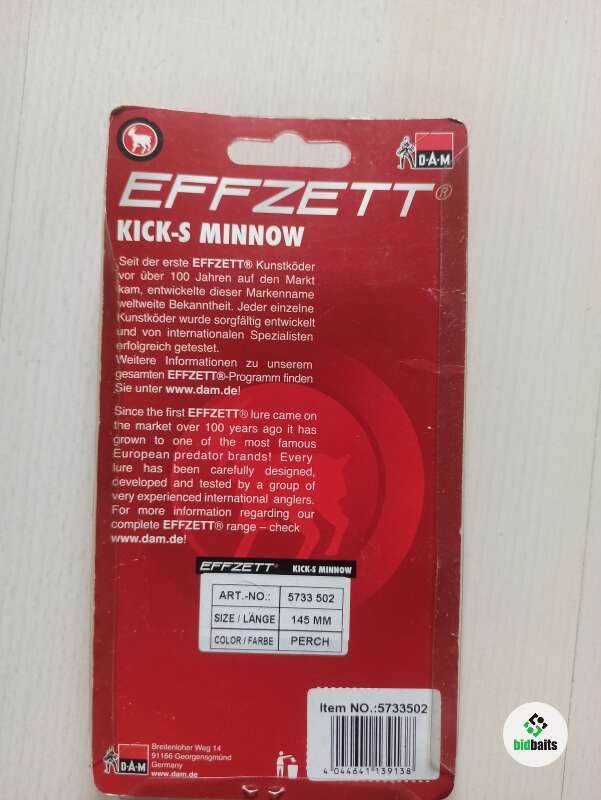 D·A·M
EFFZETT®
KICK-S MINNOW
Seit der erste EFFZETT® Kunstköder
vor über 100 Jahren auf den Markt
kam, entwickelte dieser Markenname
weltweite Bekanntheit. Jeder einzelne
Kunstköder wurde sorgfältig entwickelt
und von internationalen Spezialisten
erfolgreich getestet.
Weitere Informationen zu unserem
gesamten EFFZETT®-Programm finden
Sie unter www.dam.de!
Since the first EFFZETT® lure came on
the market over 100 years ago it has
grown to one of the most famous
European predator brands! Every
lure has been carefully designed,
developed and tested by a group of
very experienced international anglers.
For more information regarding our
complete EFFZETT® range – check
www.dam.de!
EFFZETT® KICK-S MINNOW
ART.-NO.: 5733 502
SIZE / LÄNGE 145 MM
COLOR / FARBE PERCH
Item NO.:5733502
4 044641 139138
D·A·M
Breitenloher Weg 14
91166 Georgensgmünd
Germany
www.dam.de
bidbaits